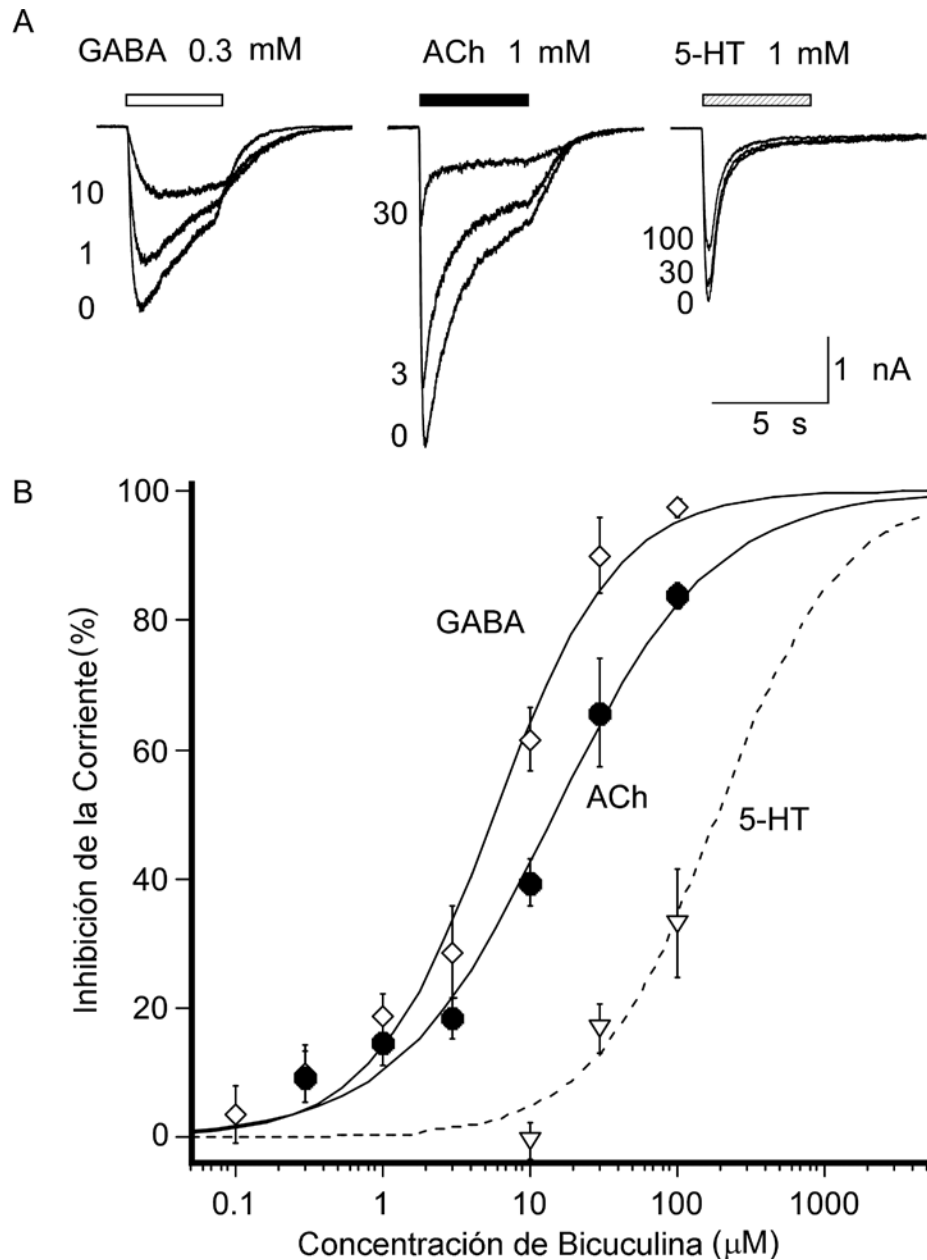 A
GABA 0.3 mM
ACh 1 mM
5-HT 1 mM
10
1
0
30
3
0
100
30
0
1 nA
5 s
B
100
80
60
40
20
0
Inhibición de la Corriente(%)
GABA
ACh
5-HT
0.1
1
10
100
1000
Concentración de Bicuculina (μM)